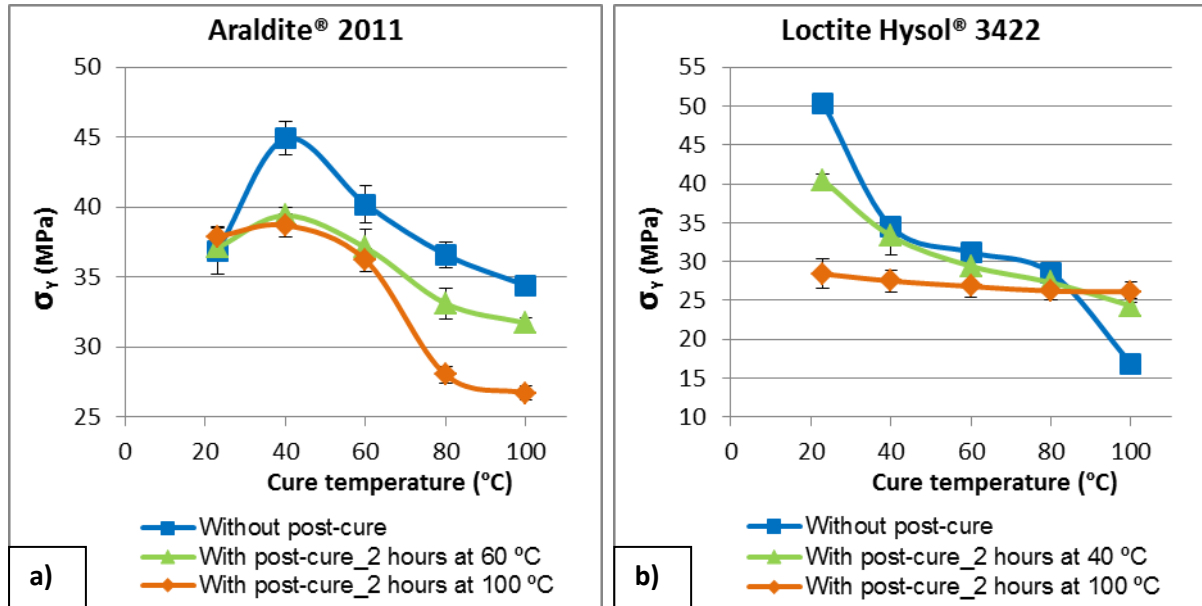 Araldite® 2011
50
45
40
35
30
25
σY (MPa)
0 20 40 60 80 100
Cure temperature (ºC)
Without post-cure
With post-cure_2 hours at 60 ºC
With post-cure_2 hours at 100 ºC
a)
Loctite Hysol® 3422
55
50
45
40
35
30
25
20
15
10
σY (MPa)
0 20 40 60 80 100
Cure temperature (ºC)
Without post-cure
With post-cure_2 hours at 40 ºC
With post-cure_2 hours at 100 ºC
b)